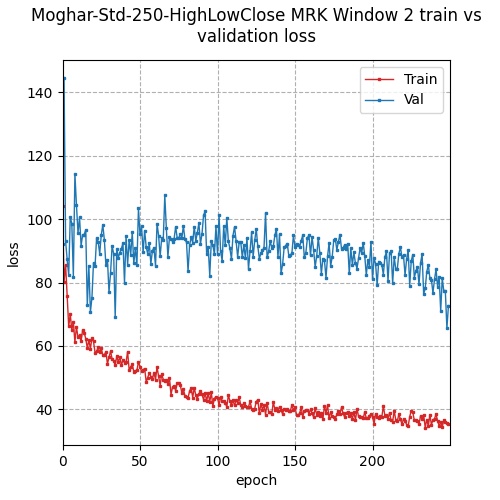 Moghar-Std-250-HighLowClose MRK Window 2 train vs
validation loss
Train
Val
140
120
100
80
60
40
loss
0
50
100
150
200
epoch